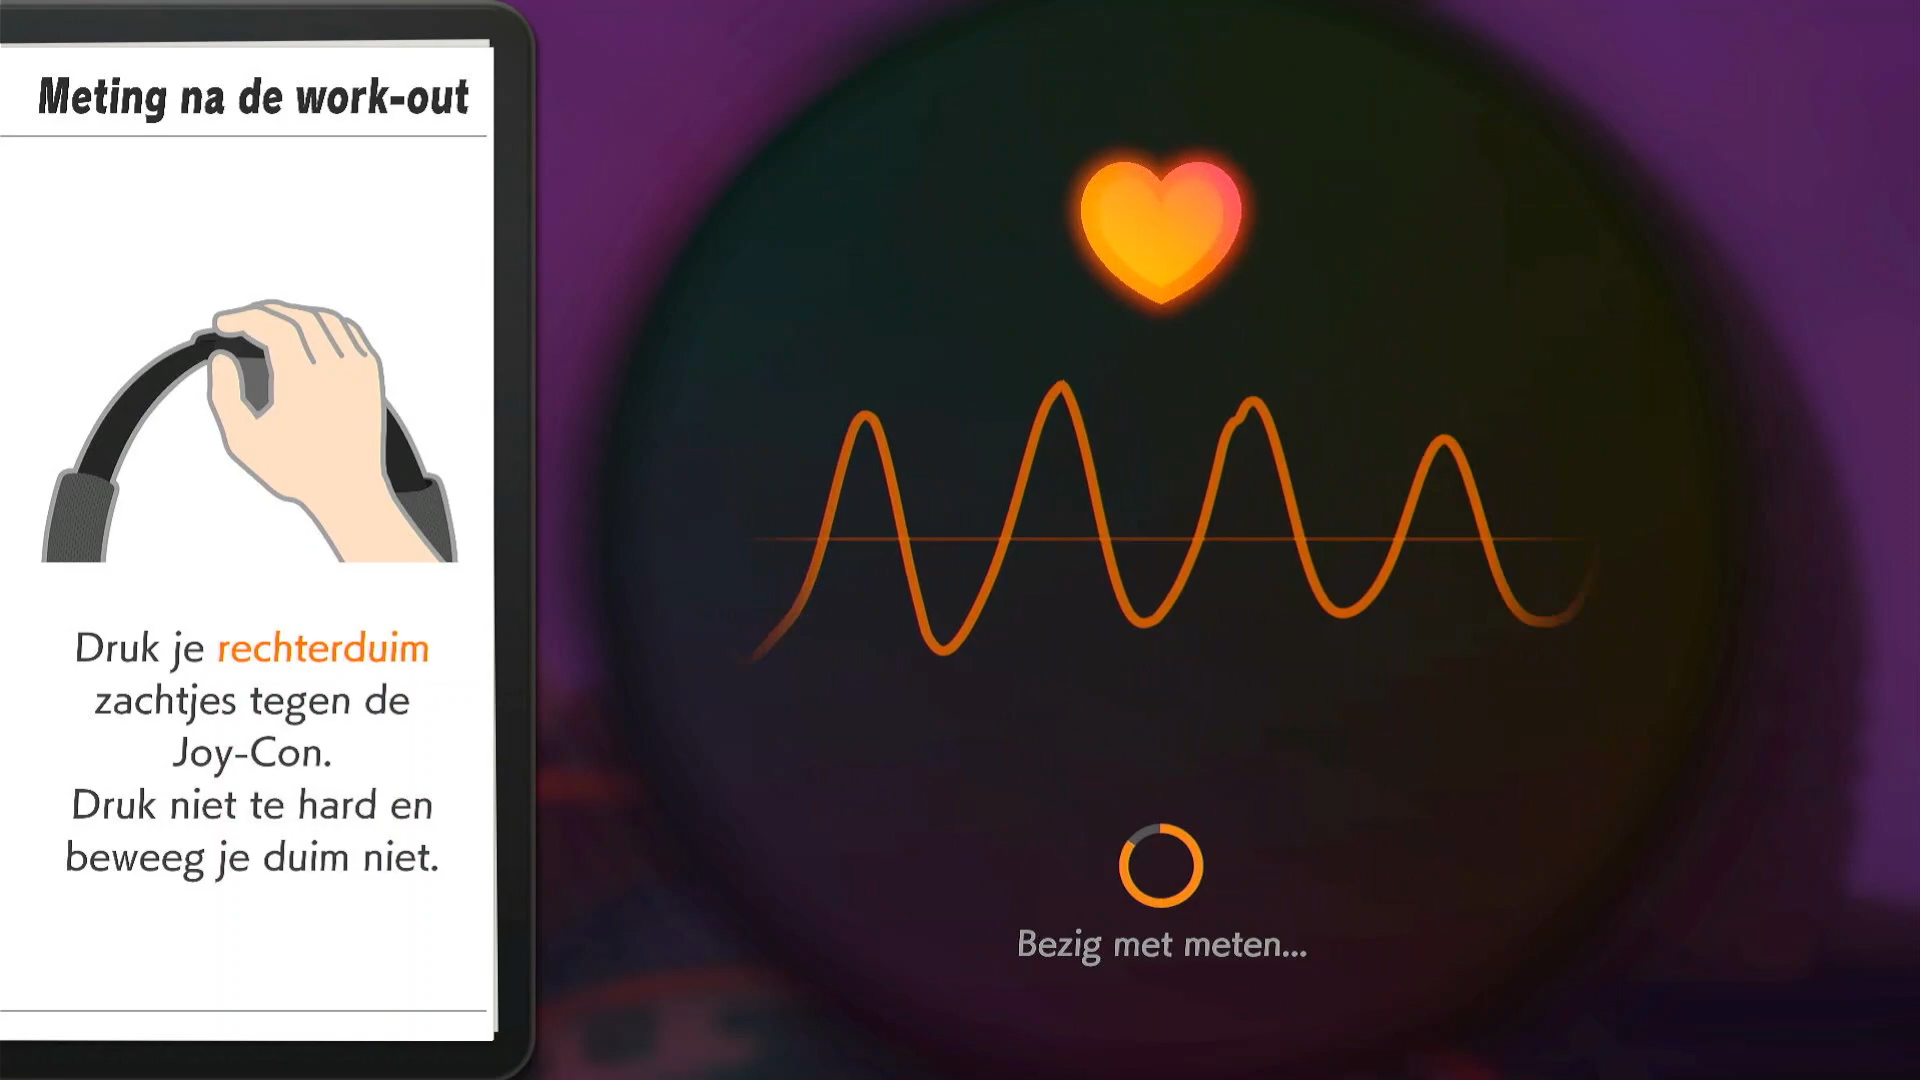 Meting na de work-out
Druk je rechterduim
zachtjes tegen de
Joy-Con.
Druk niet te hard en
beweeg je duim niet.
Bezig met meten...